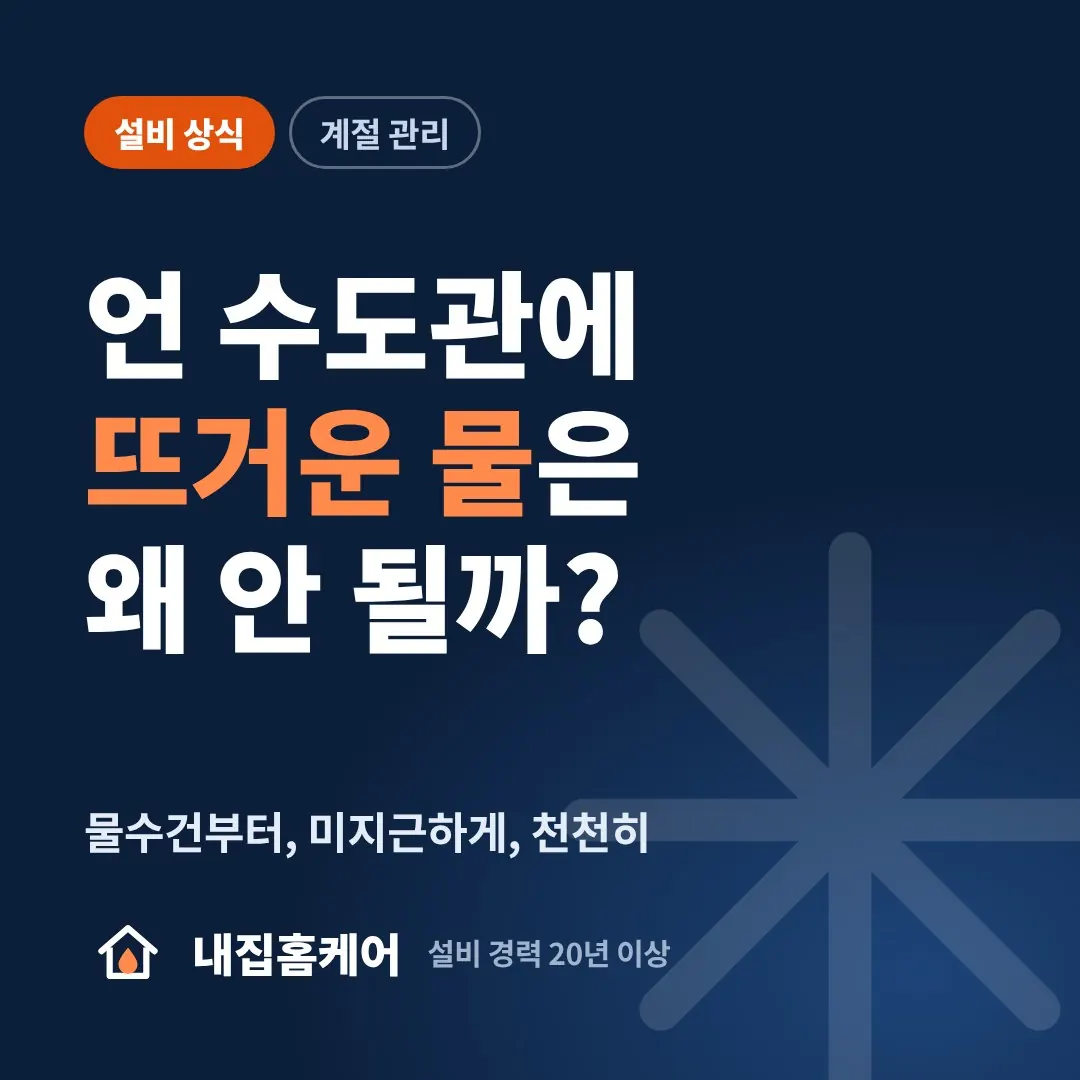 설비 상식 계절 관리
언 수도관에
뜨거운 물은
왜 안 될까?
물수건부터, 미지근하게, 천천히
내집홈케어 설비 경력 20년 이상